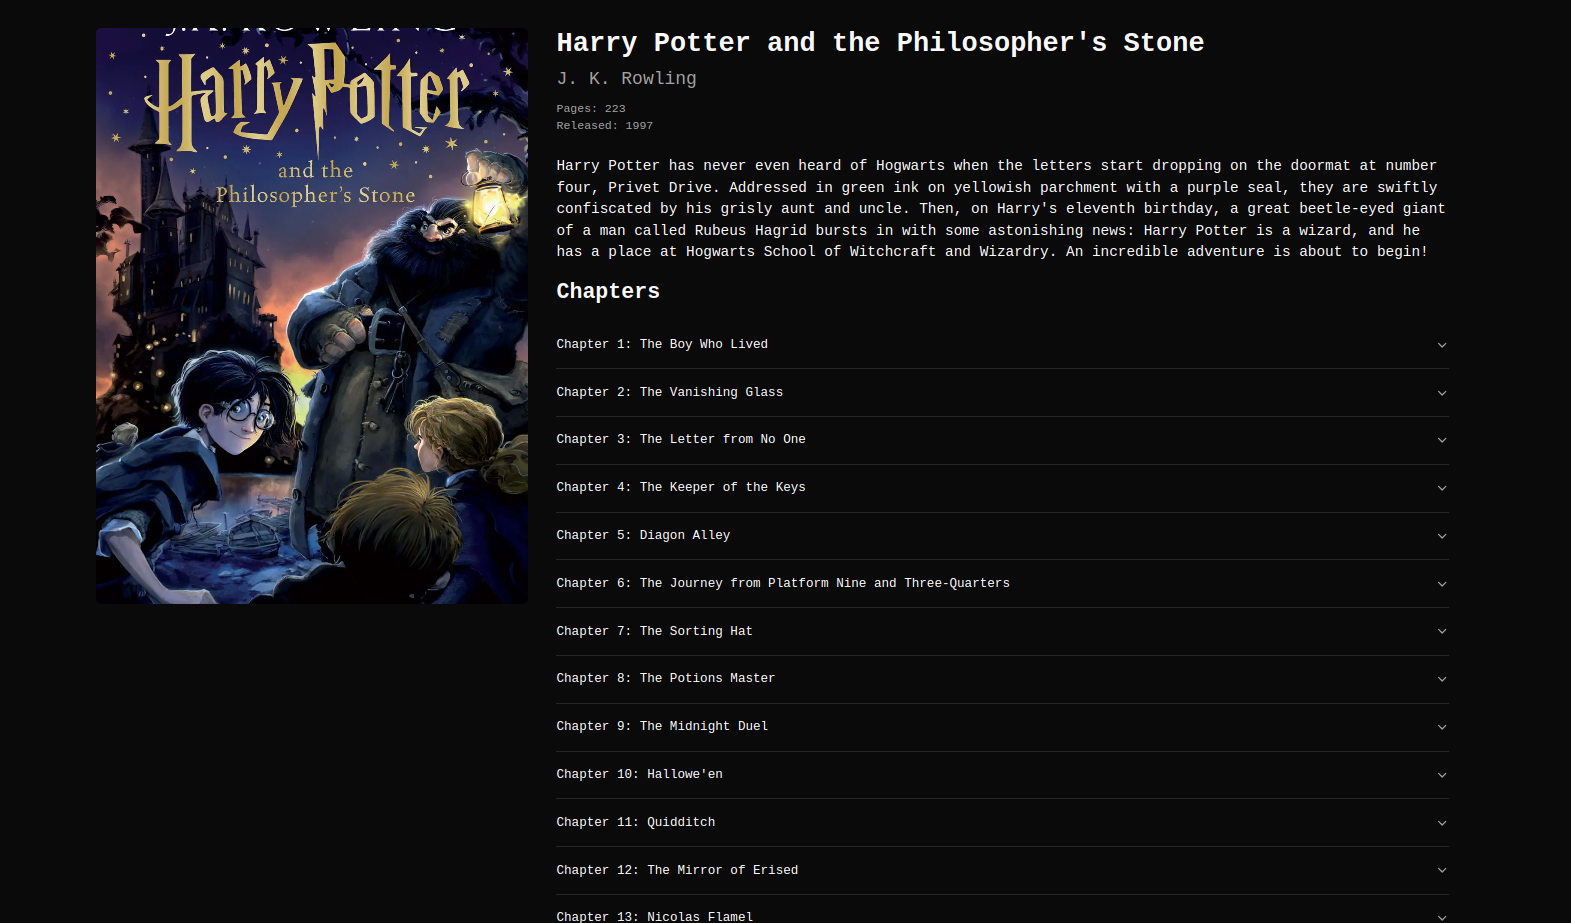 J. K. ROWLING
Harry Potter
and the
Philosopher's Stone
Harry Potter and the Philosopher's Stone
J. K. Rowling
Pages: 223
Released: 1997
Harry Potter has never even heard of Hogwarts when the letters start dropping on the doormat at number
four, Privet Drive. Addressed in green ink on yellowish parchment with a purple seal, they are swiftly
confiscated by his grisly aunt and uncle. Then, on Harry's eleventh birthday, a great beetle-eyed giant
of a man called Rubeus Hagrid bursts in with some astonishing news: Harry Potter is a wizard, and he
has a place at Hogwarts School of Witchcraft and Wizardry. An incredible adventure is about to begin!
Chapters
Chapter 1: The Boy Who Lived
Chapter 2: The Vanishing Glass
Chapter 3: The Letter from No One
Chapter 4: The Keeper of the Keys
Chapter 5: Diagon Alley
Chapter 6: The Journey from Platform Nine and Three-Quarters
Chapter 7: The Sorting Hat
Chapter 8: The Potions Master
Chapter 9: The Midnight Duel
Chapter 10: Hallowe'en
Chapter 11: Quidditch
Chapter 12: The Mirror of Erised
Chapter 13: Nicolas Flamel